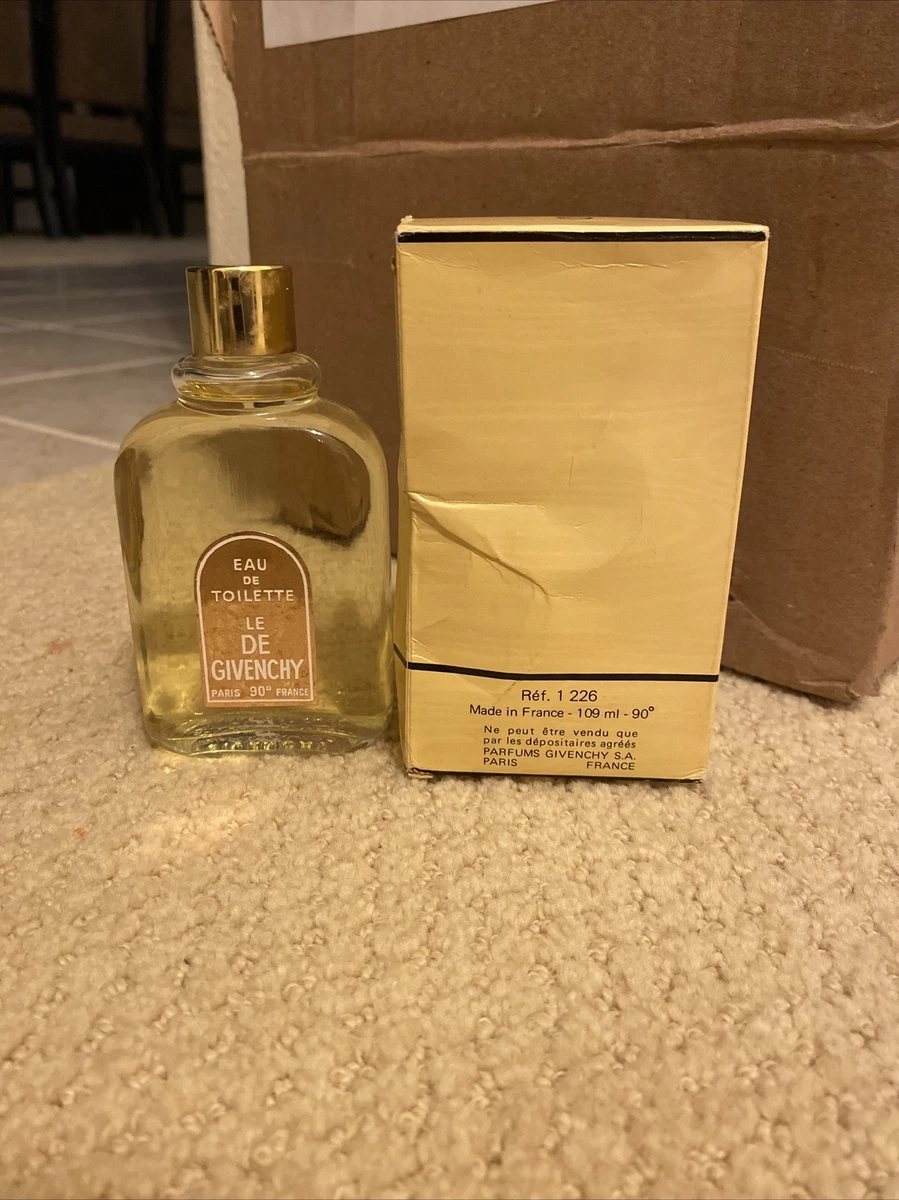 EAU
DE
TOILETTE
LE
DE
GIVENCHY
PARIS 90° FRANCE
Réf. 1 226
Made in France - 109 ml - 90°
Ne peut être vendu que
par les dépositaires agréés
PARFUMS GIVENCHY S.A.
PARIS FRANCE